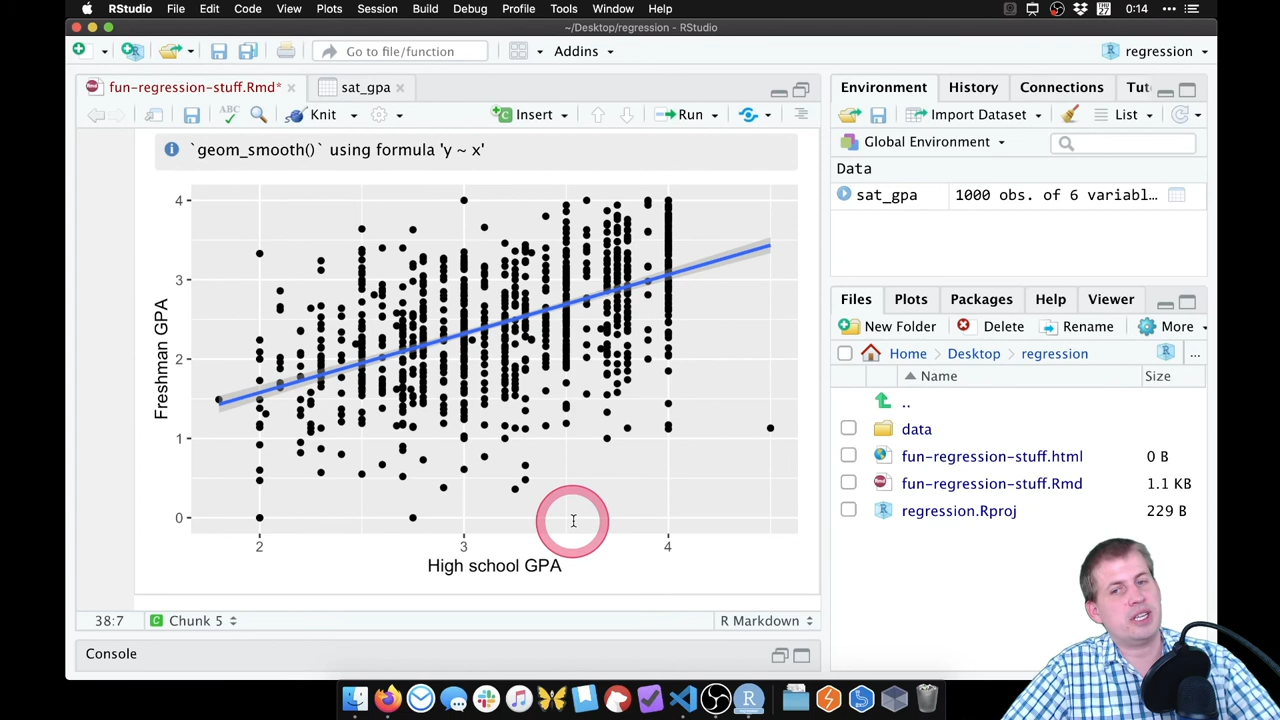 RStudio File Edit Code View Plots Session Build Debug Profile Tools Window Help THU 27 0:14
~/Desktop/regression - RStudio
Go to file/function Addins regression
fun-regression-stuff.Rmd* sat_gpa
ABC Knit Insert Run
`geom_smooth()` using formula 'y ~ x'
4
3
2
1
0
Freshman GPA
2 3 4
High school GPA
38:7 C Chunk 5 R Markdown
Console
Environment History Connections Tut
Import Dataset List
Global Environment
Data
sat_gpa 1000 obs. of 6 variabl…
Files Plots Packages Help Viewer
New Folder Delete Rename More
Home Desktop regression ...
Name Size
..
data
fun-regression-stuff.html 0 B
fun-regression-stuff.Rmd 1.1 KB
regression.Rproj 229 B